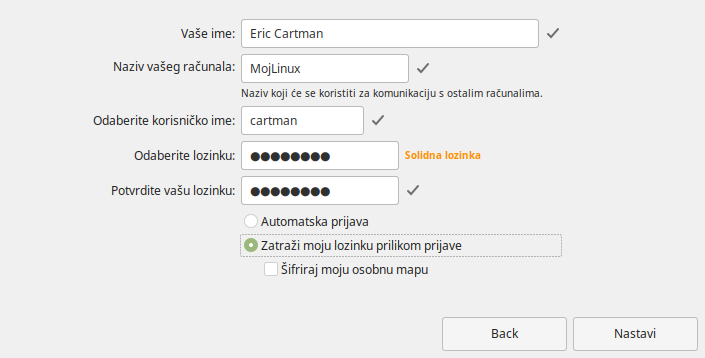 Vaše ime: Eric Cartman
Naziv vašeg računala: MojLinux
Naziv koji će se koristiti za komunikaciju s ostalim računalima.
Odaberite korisničko ime: cartman
Odaberite lozinku: ●●●●●●●● Solidna lozinka
Potvrdite vašu lozinku: ●●●●●●●●
Automatska prijava
Zatraži moju lozinku prilikom prijave
Šifriraj moju osobnu mapu
Back Nastavi